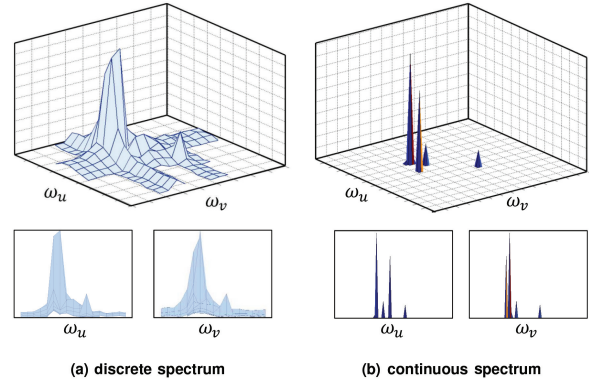 ω_u
ω_v
ω_u
ω_v
ω_u
ω_v
ω_u
ω_v
(a) discrete spectrum
(b) continuous spectrum